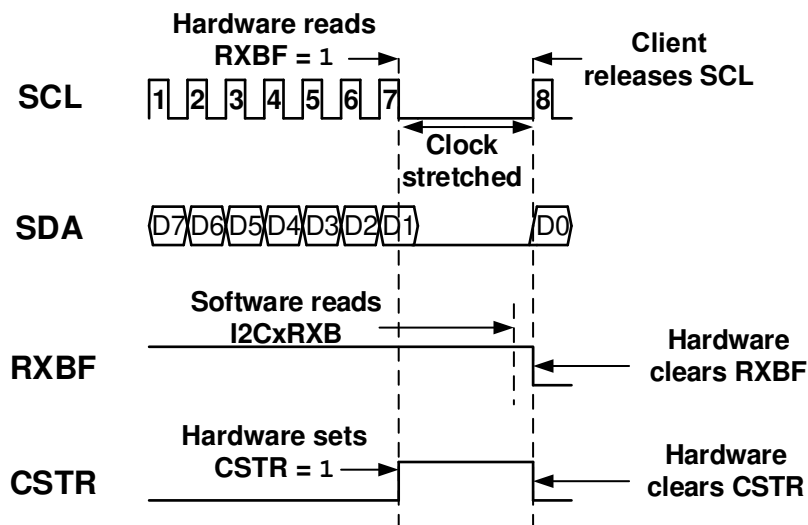 Hardware reads
RXBF = 1
Client
releases SCL
SCL
1 2 3 4 5 6 7 8
Clock
stretched
SDA
D7 D6 D5 D4 D3 D2 D1 D0
Software reads
I2CxRXB
RXBF
Hardware
clears RXBF
Hardware sets
CSTR = 1
CSTR
Hardware
clears CSTR